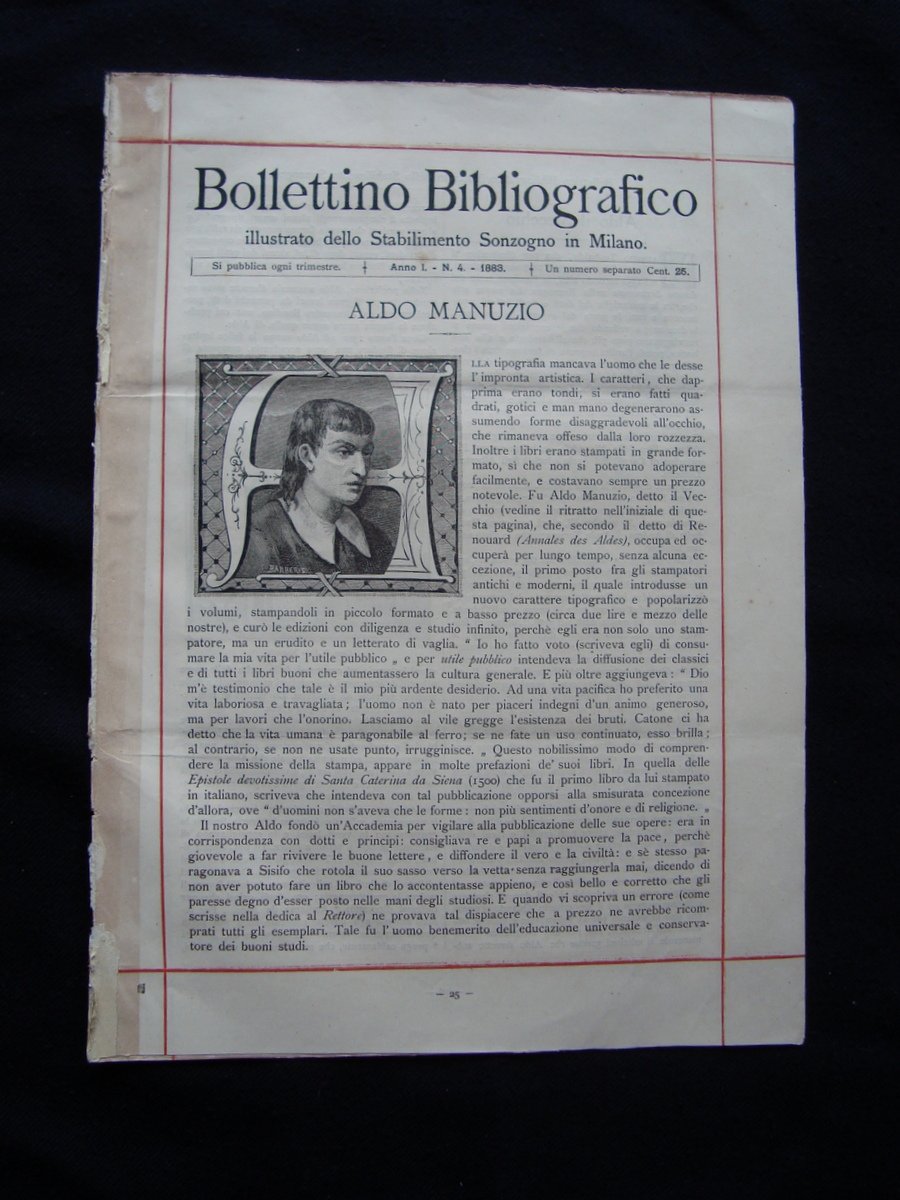 Bollettino Bibliografico
illustrato dello Stabilimento Sonzogno in Milano.
Si pubblica ogni trimestre. Anno I. - N. 4. - 1883. Un numero separato Cent. 25.
ALDO MANUZIO
A
LLA tipografia mancava l'uomo che le desse
l'impronta artistica. I caratteri, che dap-
prima erano tondi, si erano fatti qua-
drati, gotici e man mano degenerarono as-
sumendo forme disaggradevoli all'occhio,
che rimaneva offeso dalla loro rozzezza.
Inoltre i libri erano stampati in grande for-
mato, sì che non si potevano adoperare
facilmente, e costavano sempre un prezzo
notevole. Fu Aldo Manuzio, detto il Vec-
chio (vedine il ritratto nell'iniziale di que-
sta pagina), che, secondo il detto di Re-
nouard (Annales des Aldes), occupa ed oc-
cuperà per lungo tempo, senza alcuna ec-
cezione, il primo posto fra gli stampatori
antichi e moderni, il quale introdusse un
nuovo carattere tipografico e popolarizzò
BARBERIS
i volumi, stampandoli in piccolo formato e a basso prezzo (circa due lire e mezzo delle
nostre), e curò le edizioni con diligenza e studio infinito, perchè egli era non solo uno stam-
patore, ma un erudito e un letterato di vaglia. " Io ho fatto voto (scriveva egli) di consu-
mare la mia vita per l'utile pubblico „ e per utile pubblico intendeva la diffusione dei classici
e di tutti i libri buoni che aumentassero la cultura generale. E più oltre aggiungeva : " Dio
m'è testimonio che tale è il mio più ardente desiderio. Ad una vita pacifica ho preferito una
vita laboriosa e travagliata ; l'uomo non è nato per piaceri indegni d'un animo generoso,
ma per lavori che l'onorino. Lasciamo al vile gregge l'esistenza dei bruti. Catone ci ha
detto che la vita umana è paragonabile al ferro; se ne fate un uso continuato, esso brilla ;
al contrario, se non ne usate punto, irrugginisce. „ Questo nobilissimo modo di compren-
dere la missione della stampa, appare in molte prefazioni de' suoi libri. In quella delle
Epistole devotissime di Santa Caterina da Siena (1500) che fu il primo libro da lui stampato
in italiano, scriveva che intendeva con tal pubblicazione opporsi alla smisurata concezione
d'allora, ove " d'uomini non s'aveva che le forme : non più sentimenti d'onore e di religione. „
Il nostro Aldo fondò un'Accademia per vigilare alla pubblicazione delle sue opere : era in
corrispondenza con dotti e principi: consigliava re e papi a promuovere la pace, perchè
giovevole a far rivivere le buone lettere, e diffondere il vero e la civiltà : e sè stesso pa-
ragonava a Sisifo che rotola il suo sasso verso la vetta senza raggiungerla mai, dicendo di
non aver potuto fare un libro che lo accontentasse appieno, e così bello e corretto che gli
paresse degno d'esser posto nelle mani degli studiosi. E quando vi scopriva un errore (come
scrisse nella dedica al Rettore) ne provava tal dispiacere che a prezzo ne avrebbe ricom-
prati tutti gli esemplari. Tale fu l'uomo benemerito dell'educazione universale e conserva-
tore dei buoni studi.
— 25 —